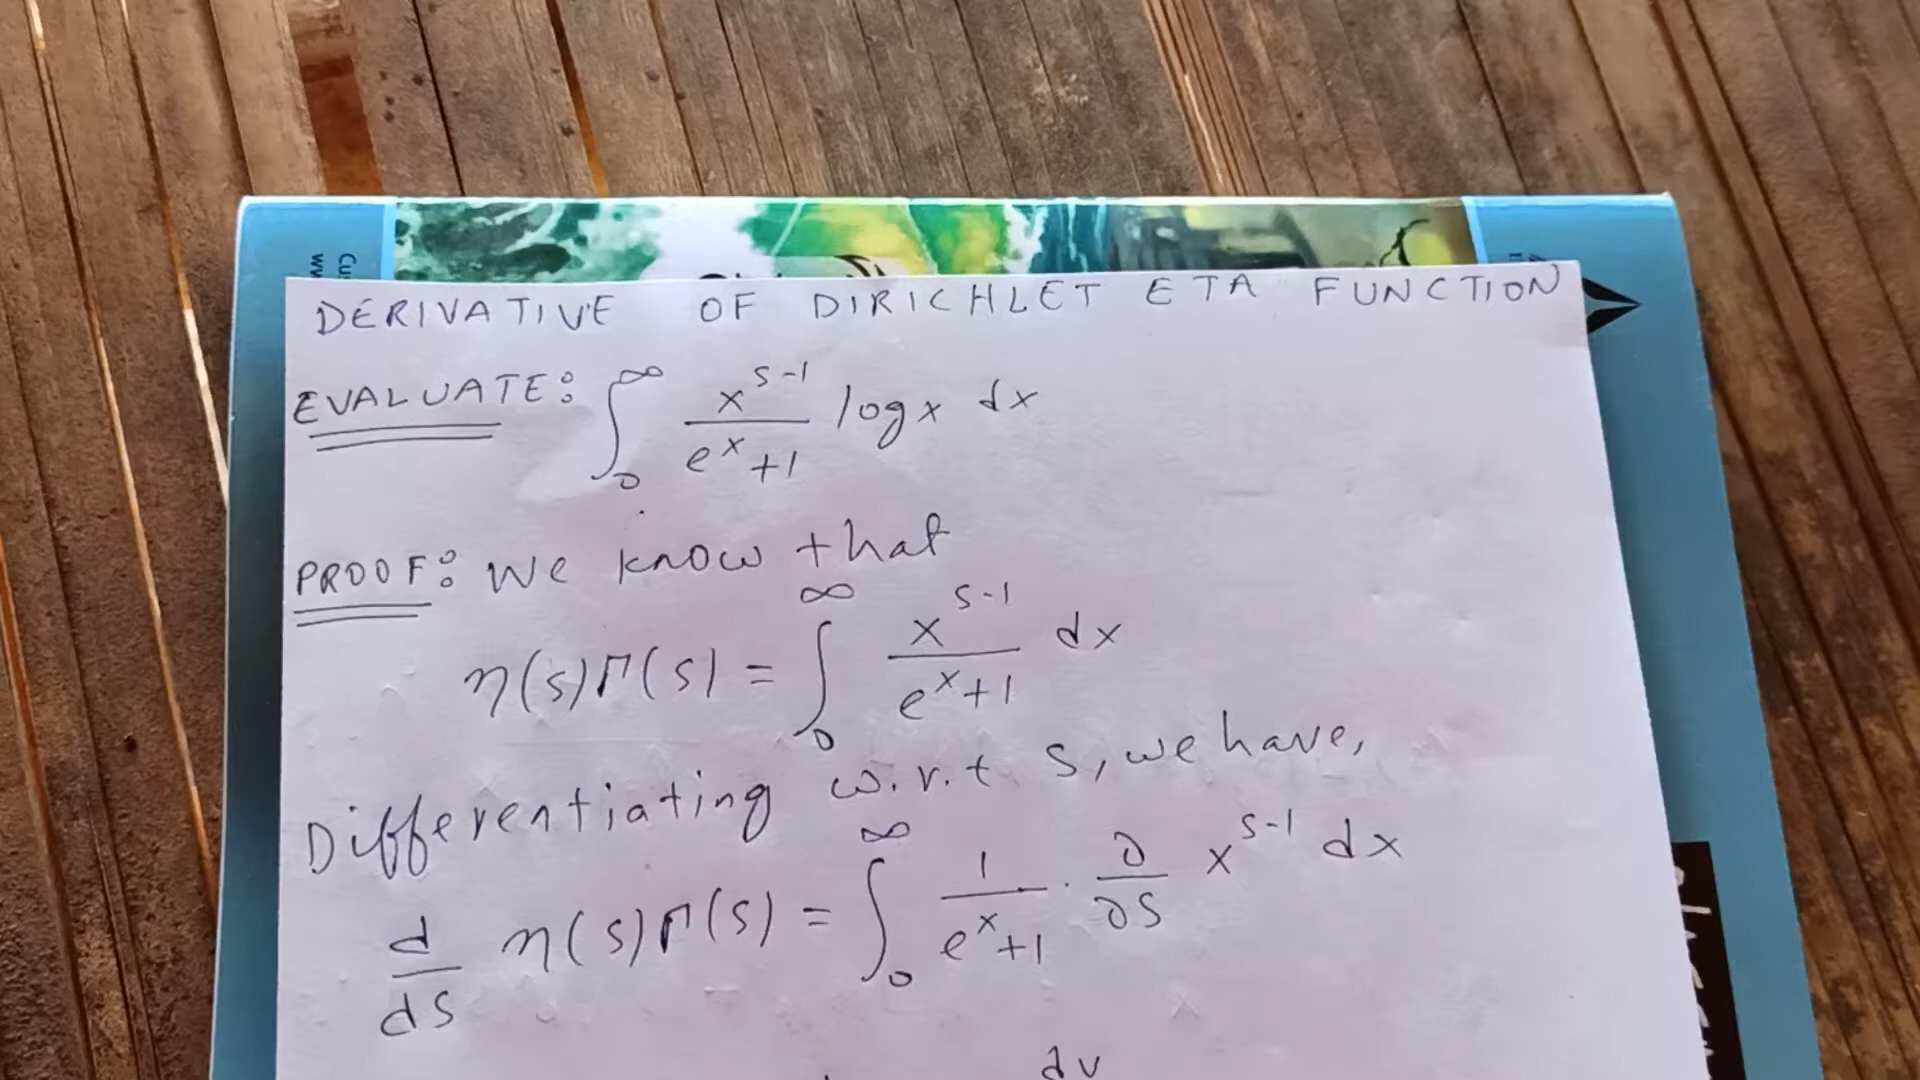 DERIVATIVE OF DIRICHLET ETA FUNCTION
EVALUATE: ∫₀^∞ x^(s-1)/(e^x+1) log x dx
PROOF: We know that
η(s)Γ(s) = ∫₀^∞ x^(s-1)/(e^x+1) dx
Differentiating w.r.t. s, we have,
d/ds η(s)Γ(s) = ∫₀^∞ 1/(e^x+1) · ∂/∂s x^(s-1) dx